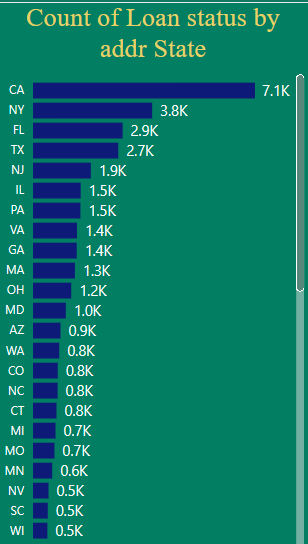 Count of Loan status by
addr State
CA 7.1K
NY 3.8K
FL 2.9K
TX 2.7K
NJ 1.9K
IL 1.5K
PA 1.5K
VA 1.4K
GA 1.4K
MA 1.3K
OH 1.2K
MD 1.0K
AZ 0.9K
WA 0.8K
CO 0.8K
NC 0.8K
CT 0.8K
MI 0.7K
MO 0.7K
MN 0.6K
NV 0.5K
SC 0.5K
WI 0.5K